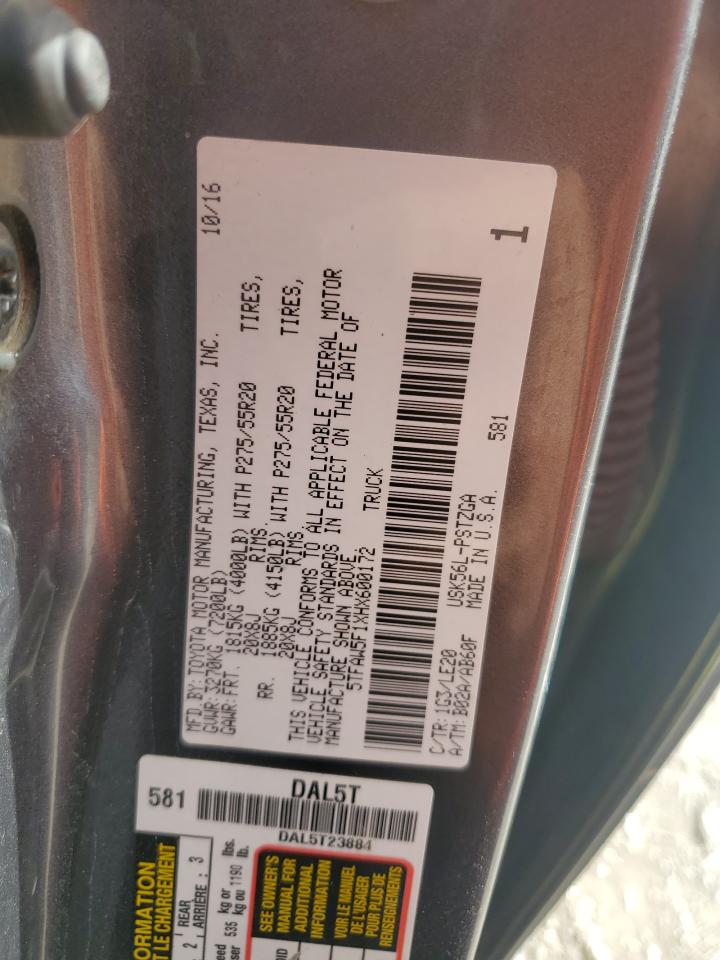 MFD.BY:TOYOTA MOTOR MANUFACTURING, TEXAS, INC. 10/16
GVWR:3270KG (7200LB)
GAWR:FRT. 1815KG (4000LB) WITH P275/55R20 TIRES,
20X8J RIMS
RR. 1885KG (4150LB) WITH P275/55R20 TIRES,
20X8J RIMS
THIS VEHICLE CONFORMS TO ALL APPLICABLE FEDERAL MOTOR
VEHICLE SAFETY STANDARDS IN EFFECT ON THE DATE OF
MANUFACTURE SHOWN ABOVE.
5TFAW5F1XHX600172 TRUCK
C/TR:1G3/LE20 USK56L-PSTZGA 581 1
A/TM:B02A/AB60F MADE IN U.S.A.
581 DAL5T
DAL5T23884
ORMATION
T LE CHARGEMENT
2 REAR
ARRIÈRE : 3
eed 535 kg or 1190 lbs.
sser kg ou lb.
SEE OWNER'S
MANUAL FOR
ADDITIONAL
INFORMATION
VOIR LE MANUEL
DE L'USAGER
POUR PLUS DE
RENSEIGNEMENTS